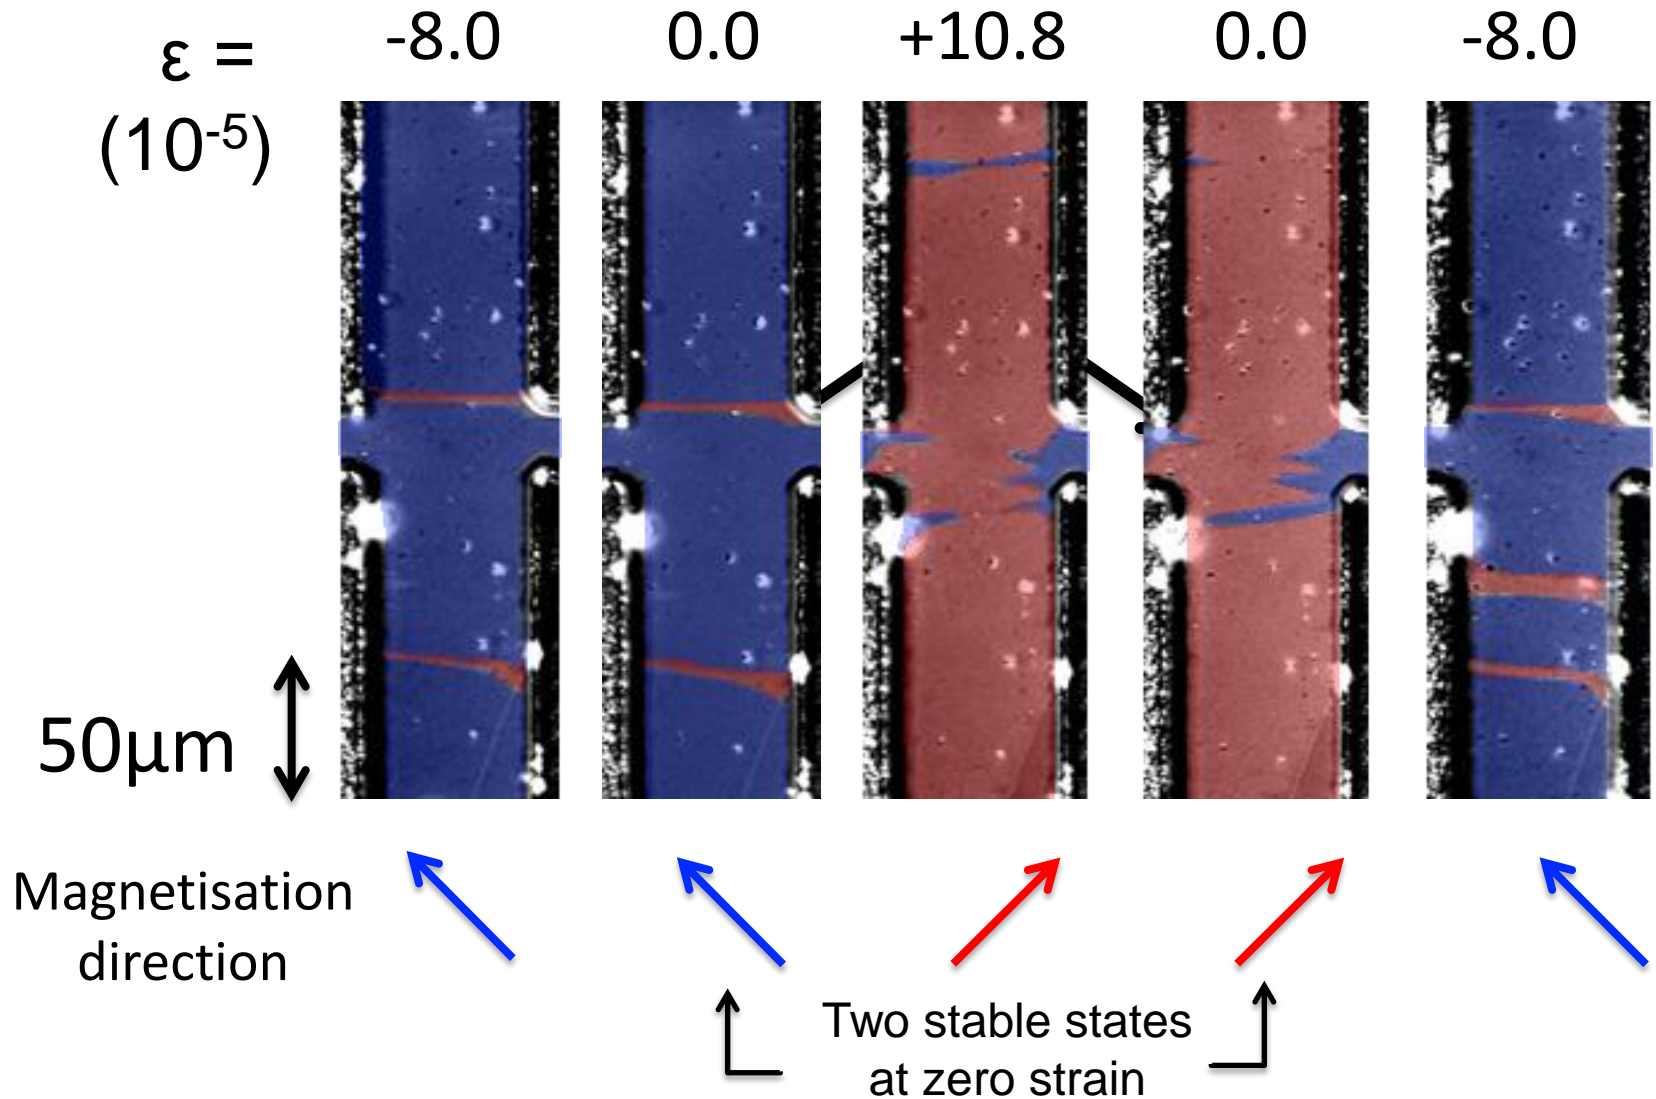 ε = -8.0 0.0 +10.8 0.0 -8.0
(10-5)
50μm
Magnetisation
direction
Two stable states
at zero strain